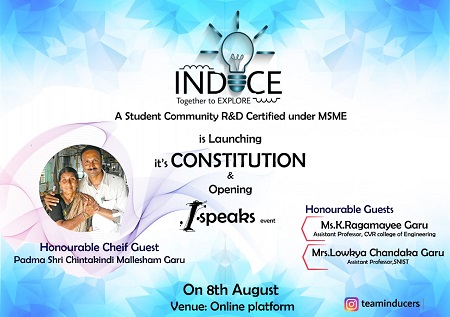 INDUCE
Together to EXPLORE
A Student Community R&D Certified under MSME
is Launching
it's CONSTITUTION
&
Opening
I-speaks event
Honourable Cheif Guest
Padma Shri Chintakindi Mallesham Garu
Honourable Guests
Ms.K.Ragamayee Garu
Assistant Professor, CVR college of Engineering
Mrs.Lowkya Chandaka Garu
Assistant Professor,SNIST
On 8th August
Venue: Online platform
teaminducers